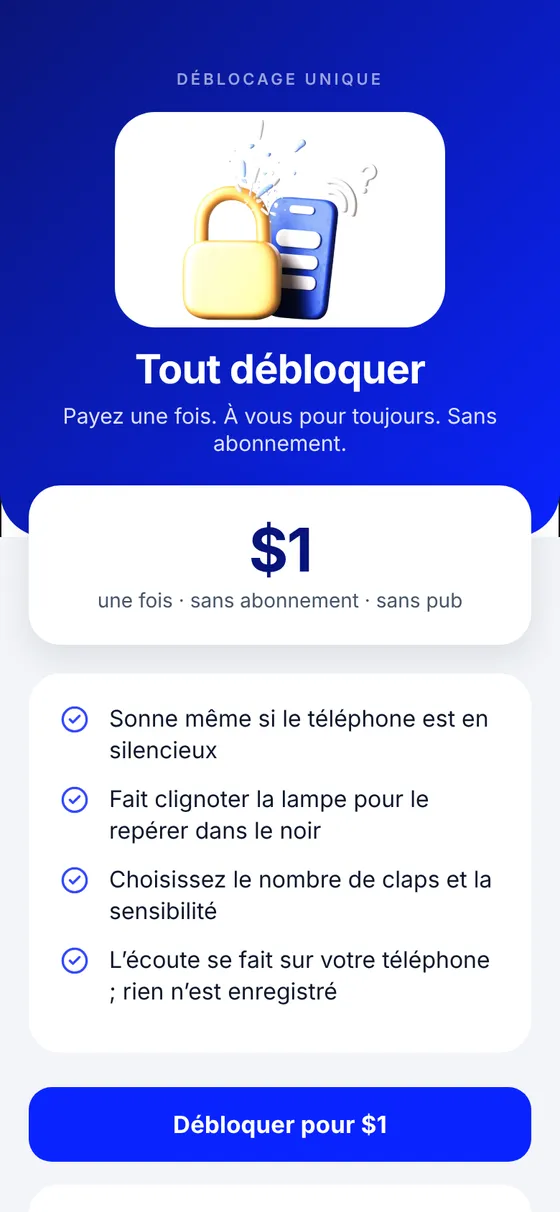 DÉBLOCAGE UNIQUE
Tout débloquer
Payez une fois. À vous pour toujours. Sans
abonnement.
$1
une fois · sans abonnement · sans pub
Sonne même si le téléphone est en
silencieux
Fait clignoter la lampe pour le
repérer dans le noir
Choisissez le nombre de claps et la
sensibilité
L’écoute se fait sur votre téléphone
; rien n’est enregistré
Débloquer pour $1